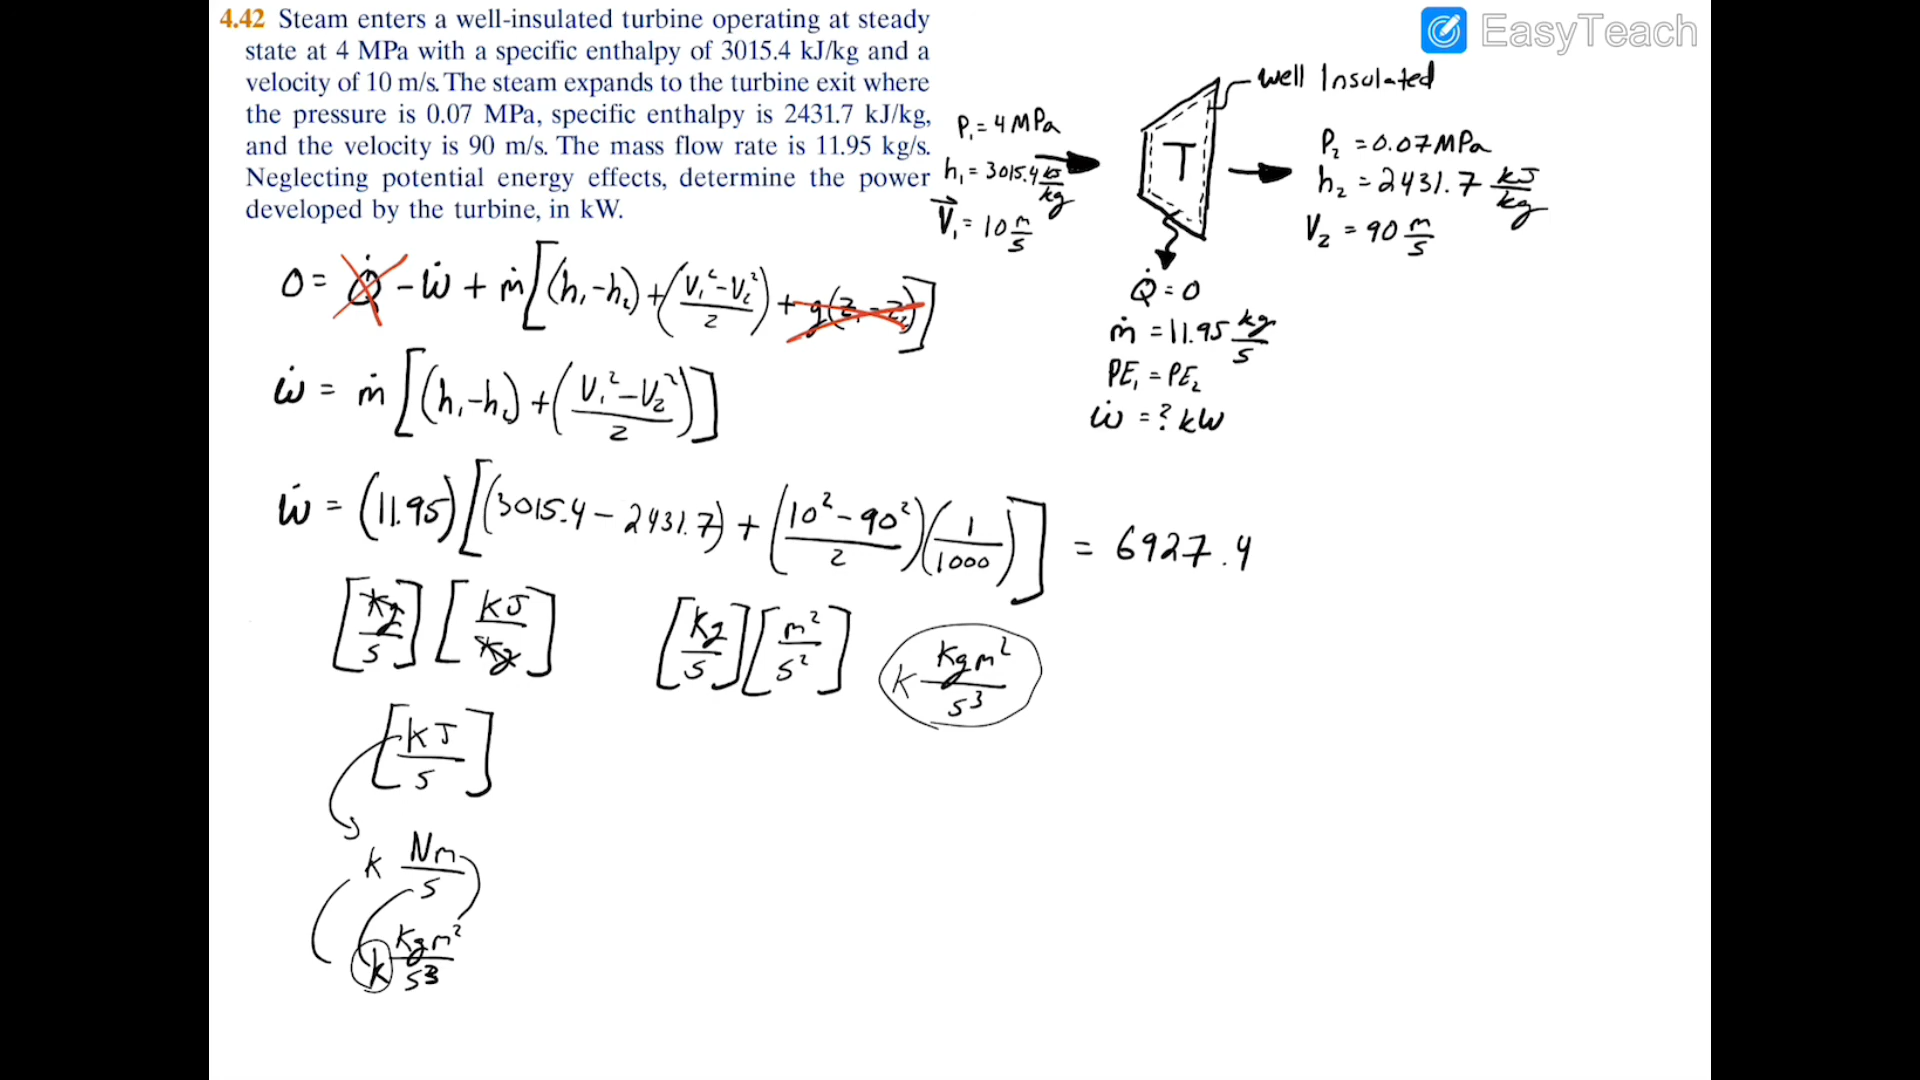 4.42 Steam enters a well-insulated turbine operating at steady
state at 4 MPa with a specific enthalpy of 3015.4 kJ/kg and a
velocity of 10 m/s. The steam expands to the turbine exit where
the pressure is 0.07 MPa, specific enthalpy is 2431.7 kJ/kg,
and the velocity is 90 m/s. The mass flow rate is 11.95 kg/s.
Neglecting potential energy effects, determine the power
developed by the turbine, in kW.
EasyTeach
well Insulated
P₁ = 4 MPa
h₁ = 3015.4 kJ/kg
V⃗₁ = 10 m/s
T
P₂ = 0.07 MPa
h₂ = 2431.7 kJ/kg
V₂ = 90 m/s
Q̇ = 0
ṁ = 11.95 kg/s
PE₁ = PE₂
ẇ = ? kW
0 = Q̇ - ẇ + ṁ[(h₁-h₂) + (V₁²-V₂²/2) + g(z₁-z₂)]
ẇ = ṁ[(h₁-h₂) + (V₁²-V₂²/2)]
ẇ = (11.95)[(3015.4 - 2431.7) + (10²-90²/2)(1/1000)] = 6927.4
[kg/s][kJ/kg] [kg/s][m²/s²] k kgm²/s³
[kJ/s]
k Nm/s
k kgm²/s³